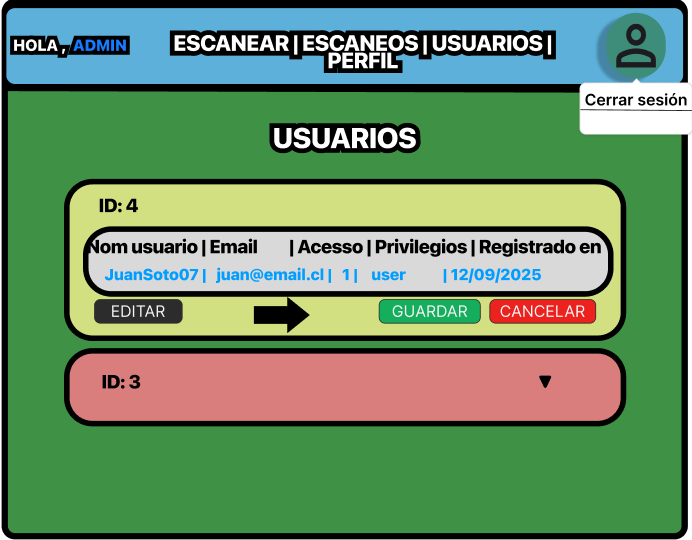 HOLA , ADMIN
ESCANEAR | ESCANEOS | USUARIOS |
PERFIL
Cerrar sesión
USUARIOS
ID: 4
Nom usuario | Email | Acceso | Privilegios | Registrado en
JuanSoto07 | juan@email.cl | 1 | user | 12/09/2025
EDITAR
GUARDAR
CANCELAR
ID: 3